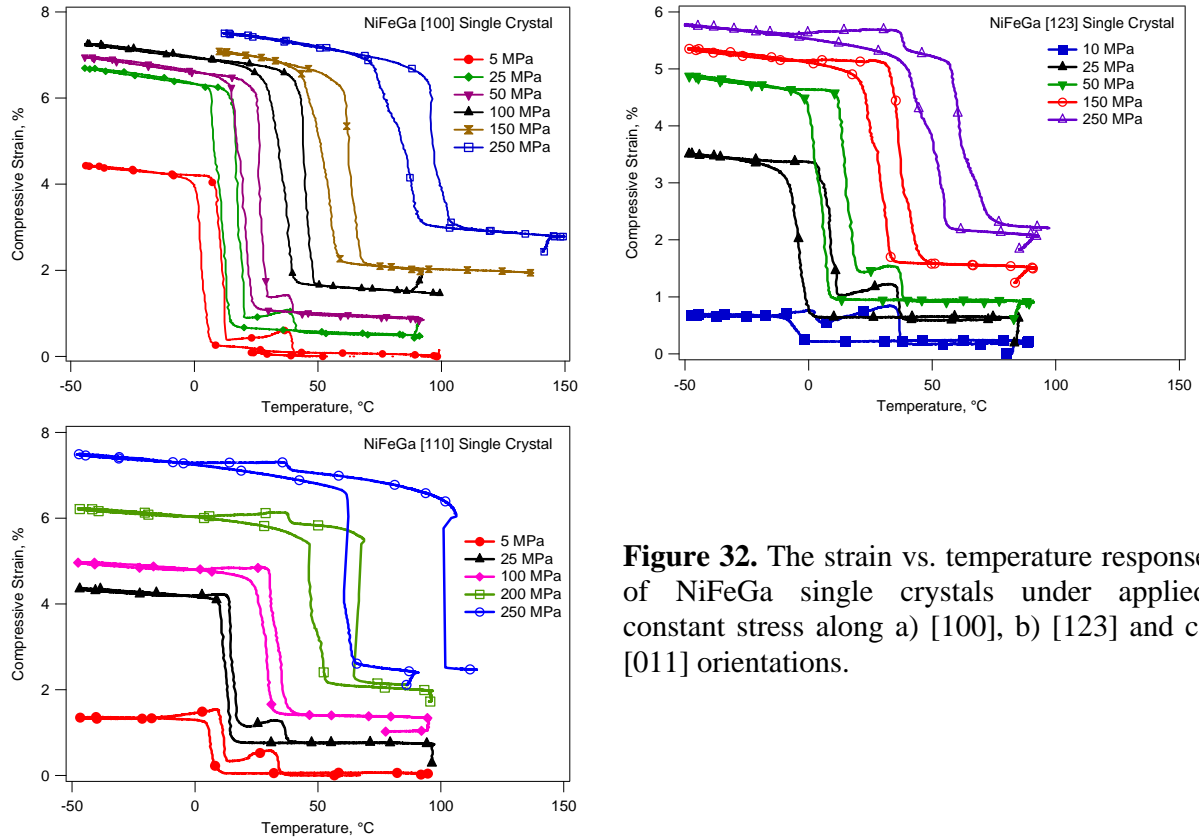 NiFeGa [100] Single Crystal
8
6
4
2
0
Compressive Strain, %
5 MPa
25 MPa
50 MPa
100 MPa
150 MPa
250 MPa
-50
0
50
100
150
Temperature, °C
NiFeGa [123] Single Crystal
6
5
4
3
2
1
0
Compressive Strain, %
10 MPa
25 MPa
50 MPa
150 MPa
250 MPa
-50
0
50
100
150
Temperature, °C
NiFeGa [110] Single Crystal
8
6
4
2
0
Compressive Strain, %
5 MPa
25 MPa
100 MPa
200 MPa
250 MPa
-50
0
50
100
150
Temperature, °C
Figure 32. The strain vs. temperature response
of NiFeGa single crystals under applied
constant stress along a) [100], b) [123] and c
[011] orientations.